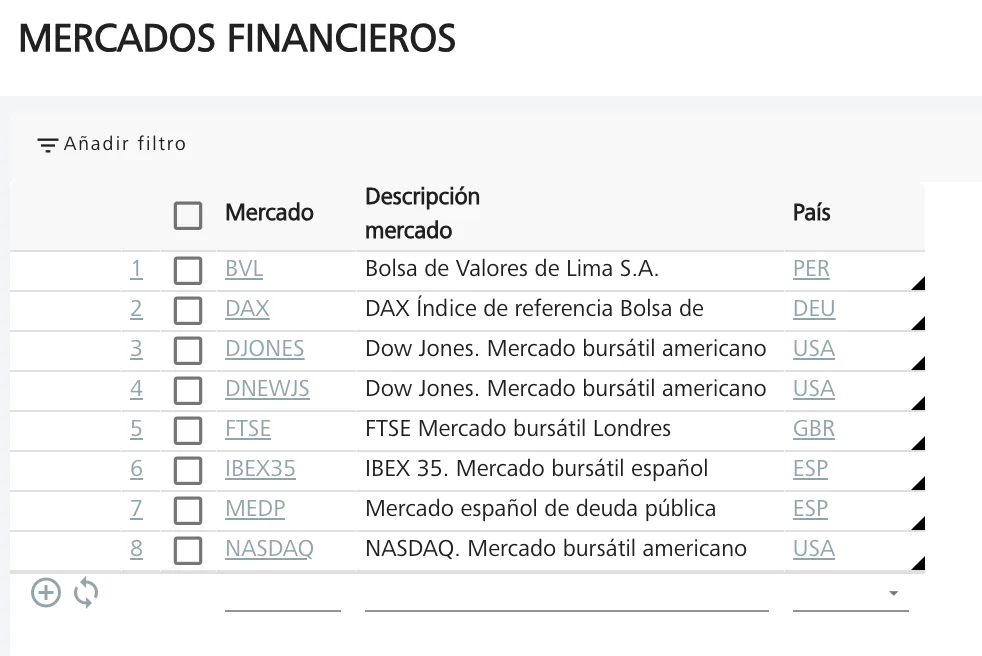 MERCADOS FINANCIEROS
Añadir filtro
Mercado Descripción mercado País
1 BVL Bolsa de Valores de Lima S.A. PER
2 DAX DAX Índice de referencia Bolsa de DEU
3 DJONES Dow Jones. Mercado bursátil americano USA
4 DNEWJS Dow Jones. Mercado bursátil americano USA
5 FTSE FTSE Mercado bursátil Londres GBR
6 IBEX35 IBEX 35. Mercado bursátil español ESP
7 MEDP Mercado español de deuda pública ESP
8 NASDAQ NASDAQ. Mercado bursátil americano USA